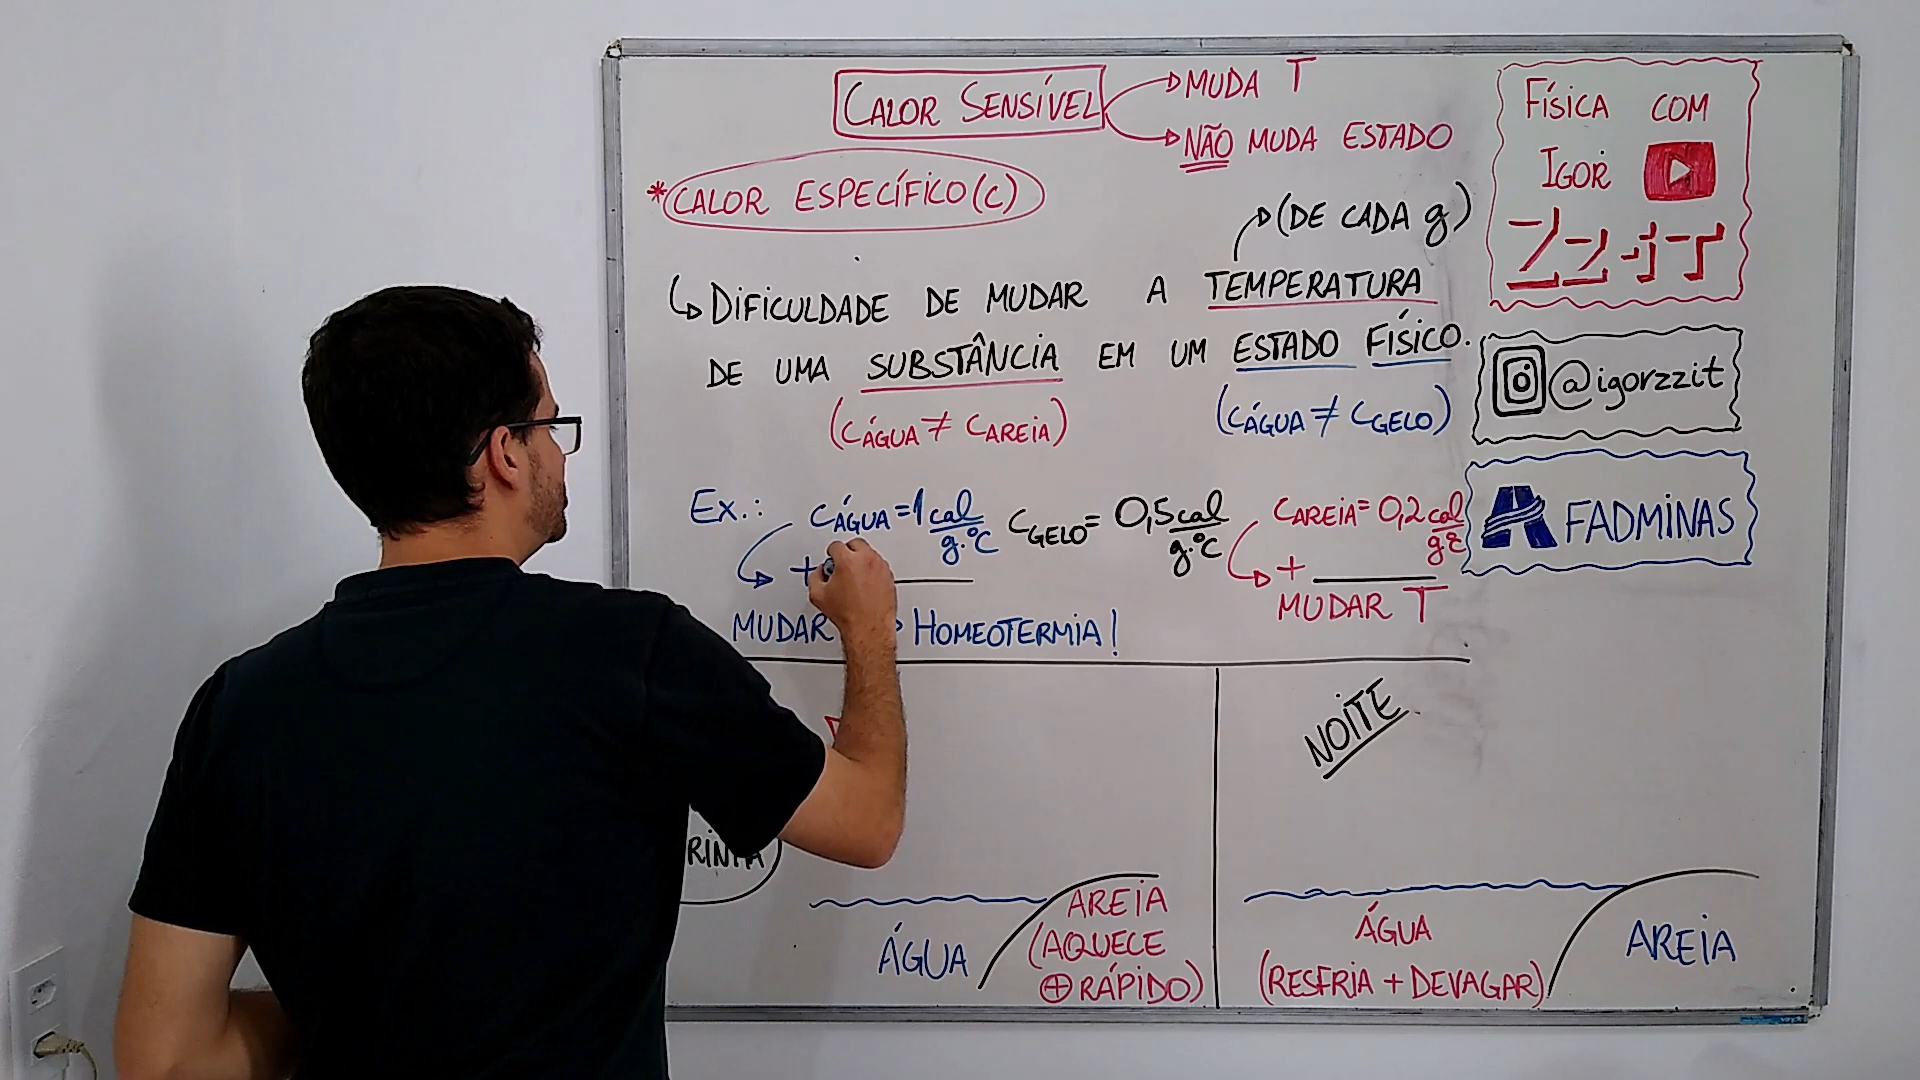 CALOR SENSÍVEL
MUDA T
NÃO MUDA ESTADO
* CALOR ESPECÍFICO (C)
(DE CADA g)
DIFICULDADE DE MUDAR A TEMPERATURA
DE UMA SUBSTÂNCIA EM UM ESTADO FÍSICO.
(CÁGUA ≠ CAREIA)
(CÁGUA ≠ CGELO)
Ex.: CÁGUA = 1 cal/g.°C CGELO = 0,5 cal/g.°C CAREIA = 0,2 cal/g°C
+ ____
MUDAR
HOMEOTERMIA!
+ ____
MUDAR T
ÁGUA
AREIA
(AQUECE
⊕ RÁPIDO)
NOITE
ÁGUA
(RESFRIA + DEVAGAR)
AREIA
FÍSICA COM
IGOR
ZZIT
@igorzzit
FADMINAS